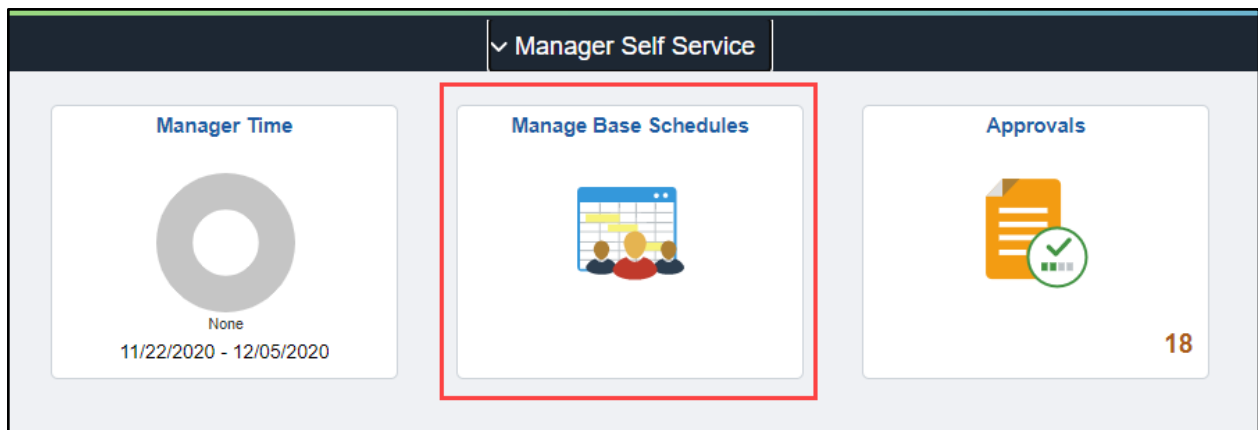 Manager Self Service
Manager Time
Manage Base Schedules
Approvals
None
11/22/2020 - 12/05/2020
18